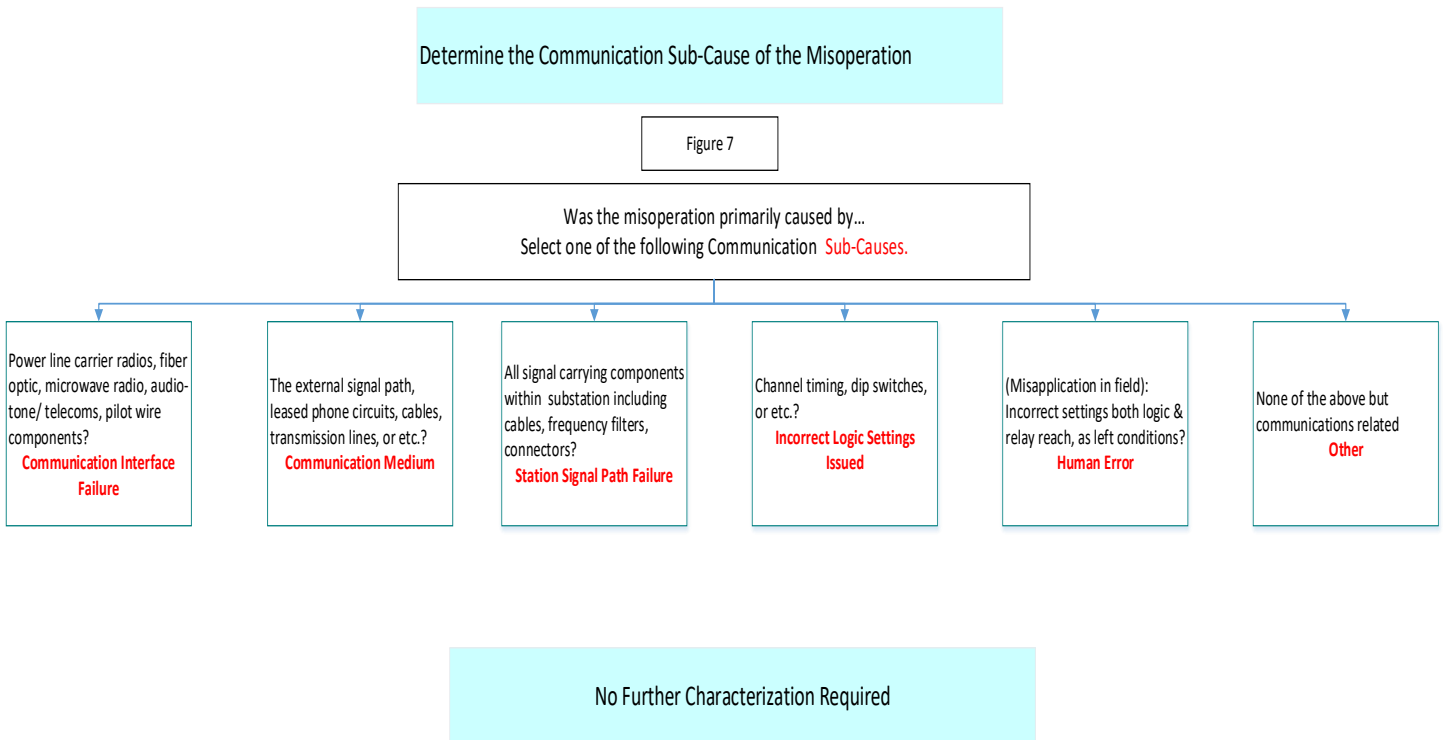 Determine the Communication Sub-Cause of the Misoperation
Figure 7
Was the misoperation primarily caused by…
Select one of the following Communication Sub-Causes.
Power line carrier radios, fiber
optic, microwave radio, audio-
tone/ telecoms, pilot wire
components?
Communication Interface
Failure
The external signal path,
leased phone circuits, cables,
transmission lines, or etc.?
Communication Medium
All signal carrying components
within substation including
cables, frequency filters,
connectors?
Station Signal Path Failure
Channel timing, dip switches,
or etc.?
Incorrect Logic Settings
Issued
(Misapplication in field):
Incorrect settings both logic &
relay reach, as left conditions?
Human Error
None of the above but
communications related
Other
No Further Characterization Required